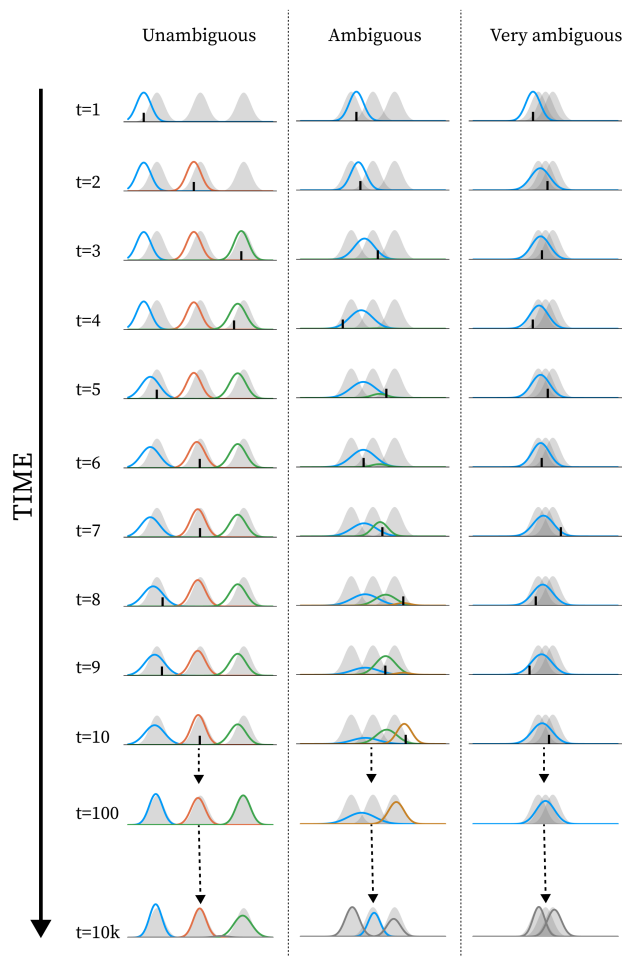 Unambiguous Ambiguous Very ambiguous
t=1
t=2
t=3
t=4
t=5
t=6
t=7
t=8
t=9
t=10
t=100
t=10k
TIME